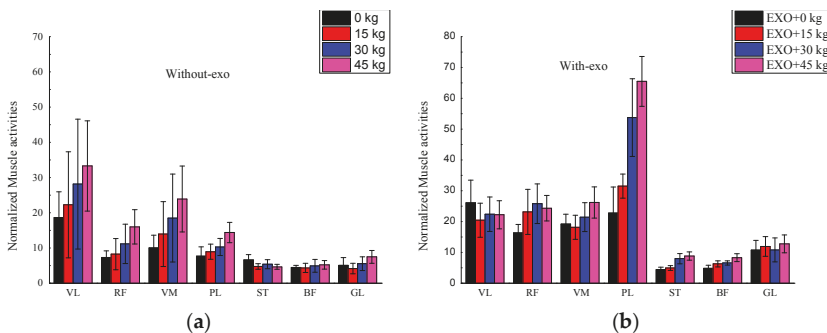 0 kg
15 kg
30 kg
45 kg
Without-exo
Normalized Muscle activities
70
60
50
40
30
20
10
0
VL RF VM PL ST BF GL
(a)
EXO+0 kg
EXO+15 kg
EXO+30 kg
EXO+45 kg
With-exo
Normalized Muscle activities
80
70
60
50
40
30
20
10
0
VL RF VM PL ST BF GL
(b)